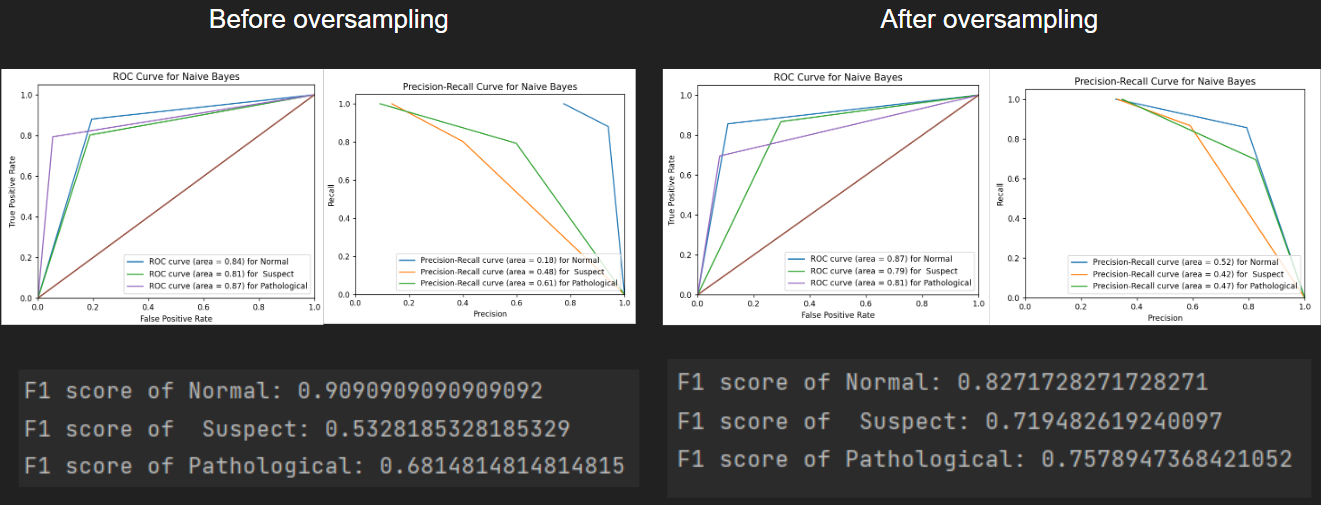 Before oversampling
After oversampling
ROC Curve for Naive Bayes
1.0
0.8
0.6
0.4
0.2
0.0
True Positive Rate
ROC curve (area = 0.84) for Normal
ROC curve (area = 0.81) for  Suspect
ROC curve (area = 0.87) for Pathological
0.0 0.2 0.4 0.6 0.8 1.0
False Positive Rate
Precision-Recall Curve for Naive Bayes
1.0
0.8
0.6
0.4
0.2
0.0
Recall
Precision-Recall curve (area = 0.18) for Normal
Precision-Recall curve (area = 0.48) for  Suspect
Precision-Recall curve (area = 0.61) for Pathological
0.0 0.2 0.4 0.6 0.8 1.0
Precision
ROC Curve for Naive Bayes
1.0
0.8
0.6
0.4
0.2
0.0
True Positive Rate
ROC curve (area = 0.87) for Normal
ROC curve (area = 0.79) for  Suspect
ROC curve (area = 0.81) for Pathological
0.0 0.2 0.4 0.6 0.8 1.0
False Positive Rate
Precision-Recall Curve for Naive Bayes
1.0
0.8
0.6
0.4
0.2
0.0
Recall
Precision-Recall curve (area = 0.52) for Normal
Precision-Recall curve (area = 0.42) for  Suspect
Precision-Recall curve (area = 0.47) for Pathological
0.0 0.2 0.4 0.6 0.8 1.0
Precision
F1 score of Normal: 0.9090909090909092
F1 score of  Suspect: 0.5328185328185329
F1 score of Pathological: 0.6814814814814815
F1 score of Normal: 0.8271728271728271
F1 score of  Suspect: 0.719482619240097
F1 score of Pathological: 0.7578947368421052